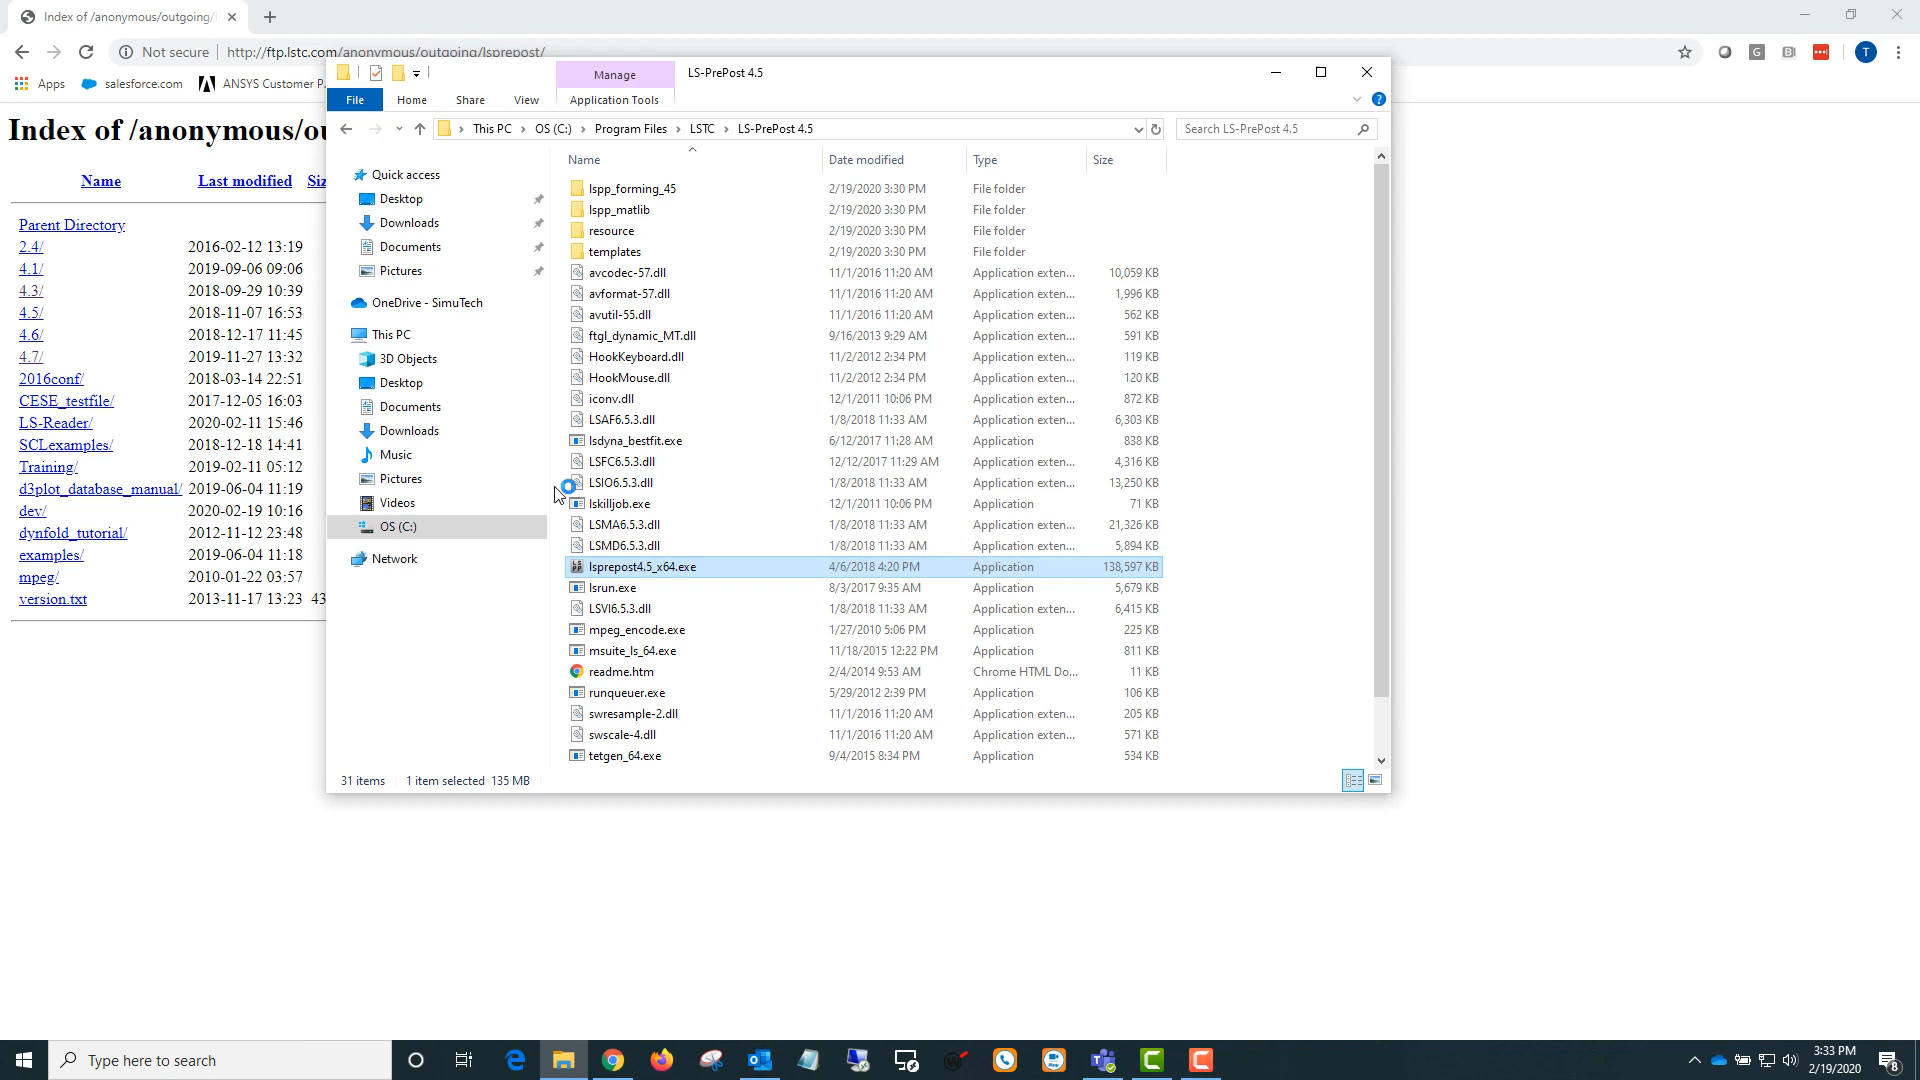 Index of /anonymous/outgoing/
Not secure | http://ftp.lstc.com/anonymous/outgoing/lsprepost/
G
T
Apps
salesforce.com
ANSYS Customer P
Index of /anonymous/ou
Name Last modified Siz
Parent Directory
2.4/ 2016-02-12 13:19
4.1/ 2019-09-06 09:06
4.3/ 2018-09-29 10:39
4.5/ 2018-11-07 16:53
4.6/ 2018-12-17 11:45
4.7/ 2019-11-27 13:32
2016conf/ 2018-03-14 22:51
CESE_testfile/ 2017-12-05 16:03
LS-Reader/ 2020-02-11 15:46
SCLexamples/ 2018-12-18 14:41
Training/ 2019-02-11 05:12
d3plot_database_manual/ 2019-06-04 11:19
dev/ 2020-02-19 10:16
dynfold_tutorial/ 2012-11-12 23:48
examples/ 2019-06-04 11:18
mpeg/ 2010-01-22 03:57
version.txt 2013-11-17 13:23 43
Manage LS-PrePost 4.5
File Home Share View Application Tools
This PC > OS (C:) > Program Files > LSTC > LS-PrePost 4.5
Search LS-PrePost 4.5
Quick access
Desktop
Downloads
Documents
Pictures
OneDrive - SimuTech
This PC
3D Objects
Desktop
Documents
Downloads
Music
Pictures
Videos
OS (C:)
Network
Name Date modified Type Size
lspp_forming_45 2/19/2020 3:30 PM File folder
lspp_matlib 2/19/2020 3:30 PM File folder
resource 2/19/2020 3:30 PM File folder
templates 2/19/2020 3:30 PM File folder
avcodec-57.dll 11/1/2016 11:20 AM Application exten... 10,059 KB
avformat-57.dll 11/1/2016 11:20 AM Application exten... 1,996 KB
avutil-55.dll 11/1/2016 11:20 AM Application exten... 562 KB
ftgl_dynamic_MT.dll 9/16/2013 9:29 AM Application exten... 591 KB
HookKeyboard.dll 11/2/2012 2:34 PM Application exten... 119 KB
HookMouse.dll 11/2/2012 2:34 PM Application exten... 120 KB
iconv.dll 12/1/2011 10:06 PM Application exten... 872 KB
LSAF6.5.3.dll 1/8/2018 11:33 AM Application exten... 6,303 KB
lsdyna_bestfit.exe 6/12/2017 11:28 AM Application 838 KB
LSFC6.5.3.dll 12/12/2017 11:29 AM Application exten... 4,316 KB
LSIO6.5.3.dll 1/8/2018 11:33 AM Application exten... 13,250 KB
lskilljob.exe 12/1/2011 10:06 PM Application 71 KB
LSMA6.5.3.dll 1/8/2018 11:33 AM Application exten... 21,326 KB
LSMD6.5.3.dll 1/8/2018 11:33 AM Application exten... 5,894 KB
lsprepost4.5_x64.exe 4/6/2018 4:20 PM Application 138,597 KB
lsrun.exe 8/3/2017 9:35 AM Application 5,679 KB
LSVI6.5.3.dll 1/8/2018 11:33 AM Application exten... 6,415 KB
mpeg_encode.exe 1/27/2010 5:06 PM Application 225 KB
msuite_ls_64.exe 11/18/2015 12:22 PM Application 811 KB
readme.htm 2/4/2014 9:53 AM Chrome HTML Do... 11 KB
runqueuer.exe 5/29/2012 2:39 PM Application 106 KB
swresample-2.dll 11/1/2016 11:20 AM Application exten... 205 KB
swscale-4.dll 11/1/2016 11:20 AM Application exten... 571 KB
tetgen_64.exe 9/4/2015 8:34 PM Application 534 KB
31 items 1 item selected 135 MB
Type here to search
3:33 PM
2/19/2020
8